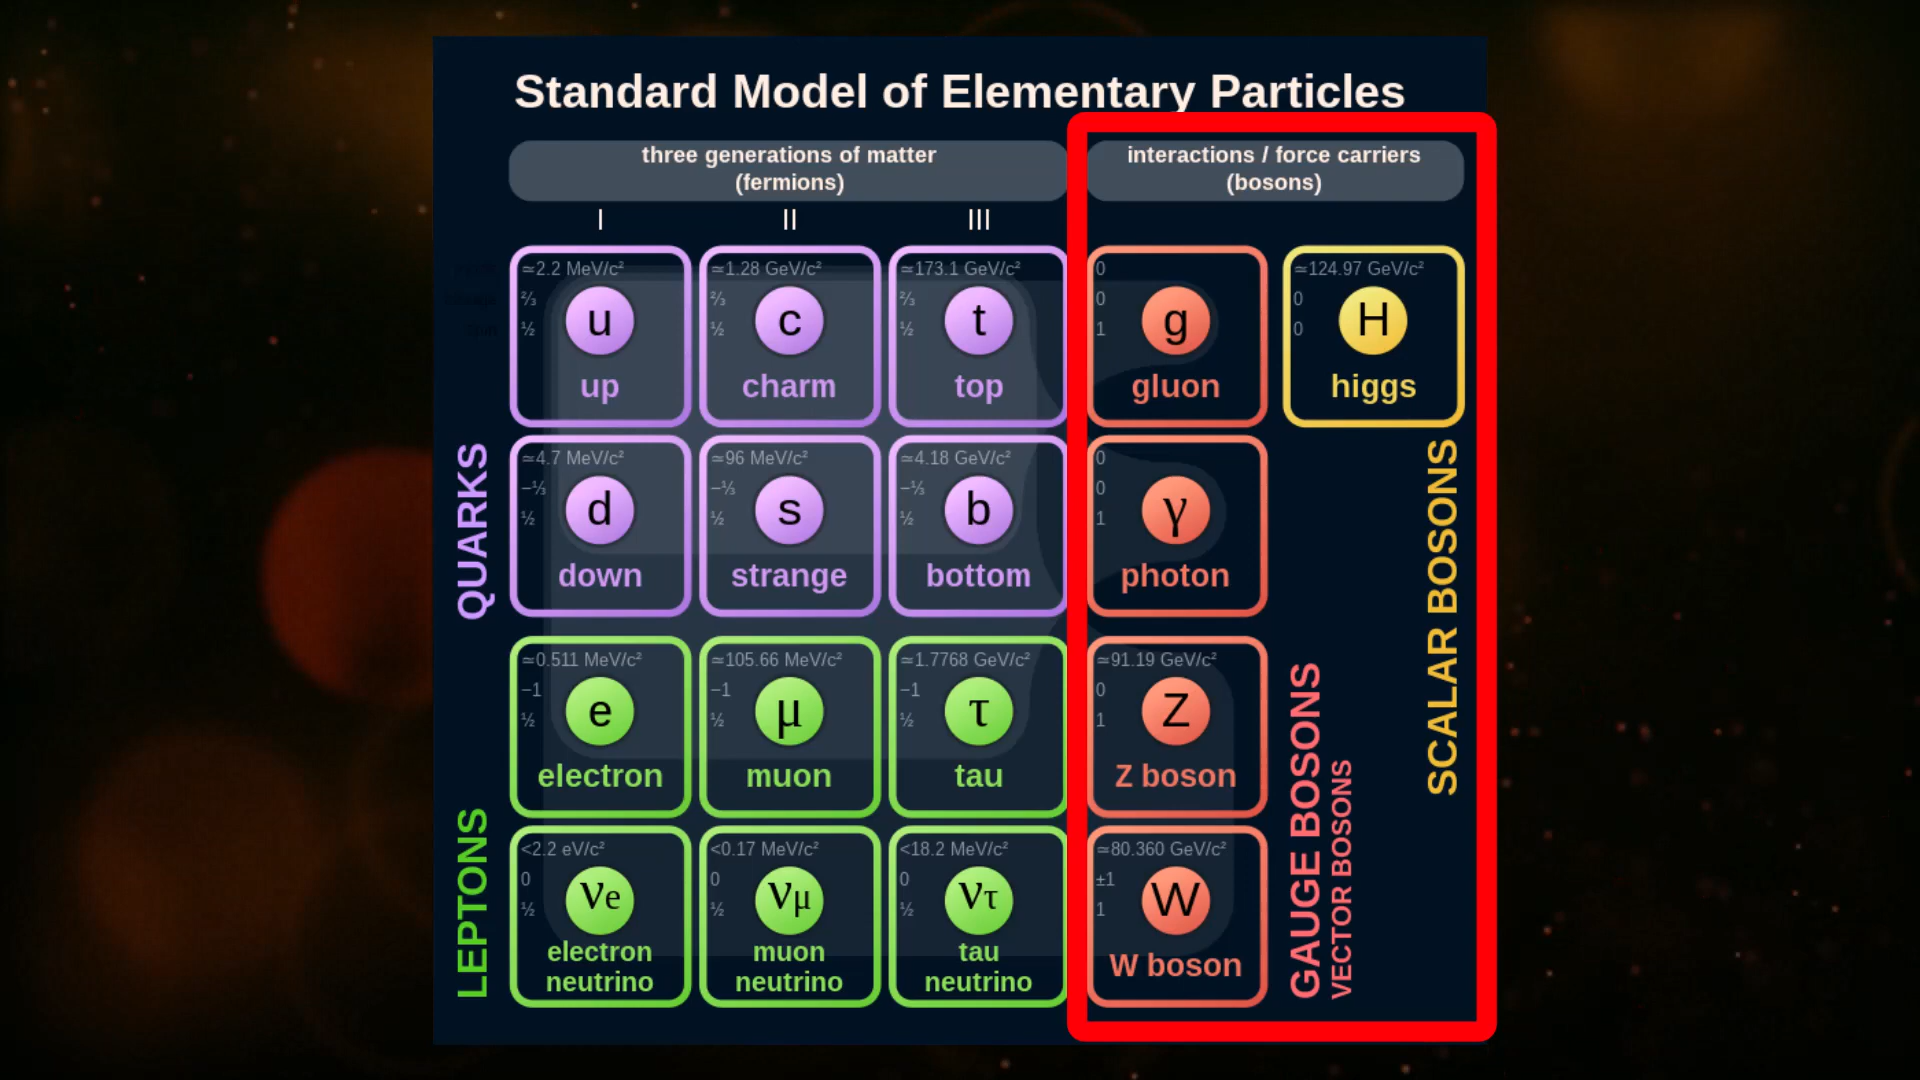 Standard Model of Elementary Particles
three generations of matter
(fermions)
interactions / force carriers
(bosons)
I
II
III
QUARKS
≃2.2 MeV/c²
⅔
½
u
up
≃1.28 GeV/c²
⅔
½
c
charm
≃173.1 GeV/c²
⅔
½
t
top
0
0
1
g
gluon
≃124.97 GeV/c²
0
0
H
higgs
≃4.7 MeV/c²
−⅓
½
d
down
≃96 MeV/c²
−⅓
½
s
strange
≃4.18 GeV/c²
−⅓
½
b
bottom
0
0
1
γ
photon
SCALAR BOSONS
LEPTONS
≃0.511 MeV/c²
−1
½
e
electron
≃105.66 MeV/c²
−1
½
μ
muon
≃1.7768 GeV/c²
−1
½
τ
tau
≃91.19 GeV/c²
0
1
Z
Z boson
GAUGE BOSONS
VECTOR BOSONS
<2.2 eV/c²
0
½
νe
electron
neutrino
<0.17 MeV/c²
0
½
νμ
muon
neutrino
<18.2 MeV/c²
0
½
ντ
tau
neutrino
≃80.360 GeV/c²
±1
1
W
W boson